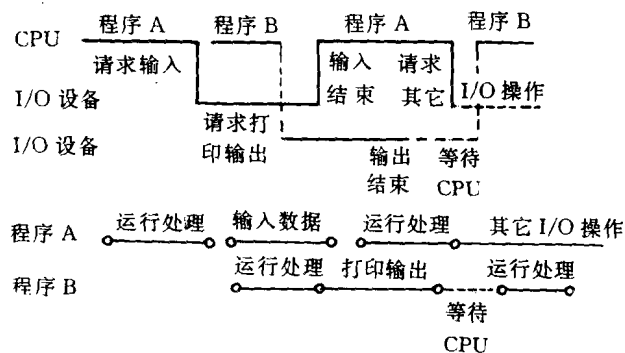 程序 A 程序 B 程序 A 程序 B
CPU
请求输入 输入 请求
I/O 设备 结束 其它 I/O 操作
请求打
I/O 设备 印输出 输出 等待
结束 CPU
运行处理 输入数据 运行处理 其它 I/O 操作
程序 A
运行处理 打印输出 运行处理
程序 B
等待
CPU